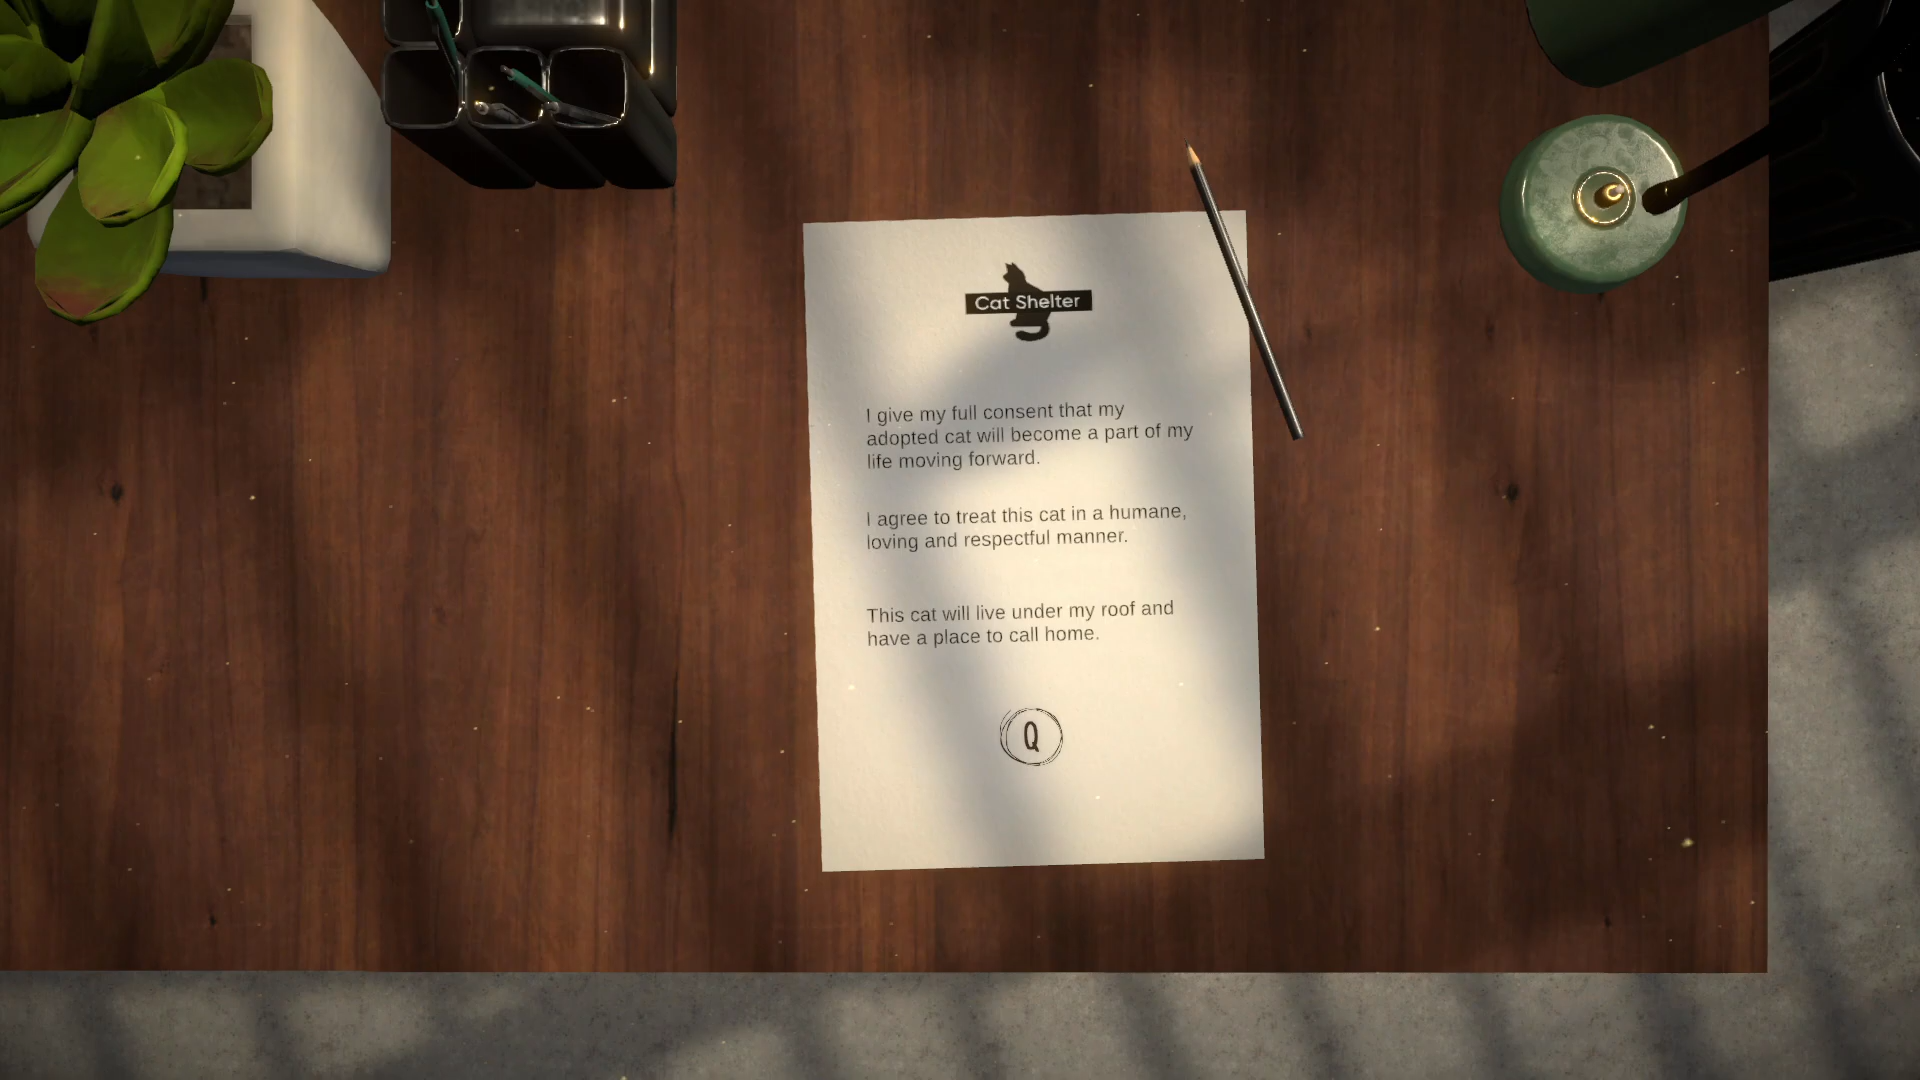 Cat Shelter
I give my full consent that my
adopted cat will become a part of my
life moving forward.
I agree to treat this cat in a humane,
loving and respectful manner.
This cat will live under my roof and
have a place to call home.
Q